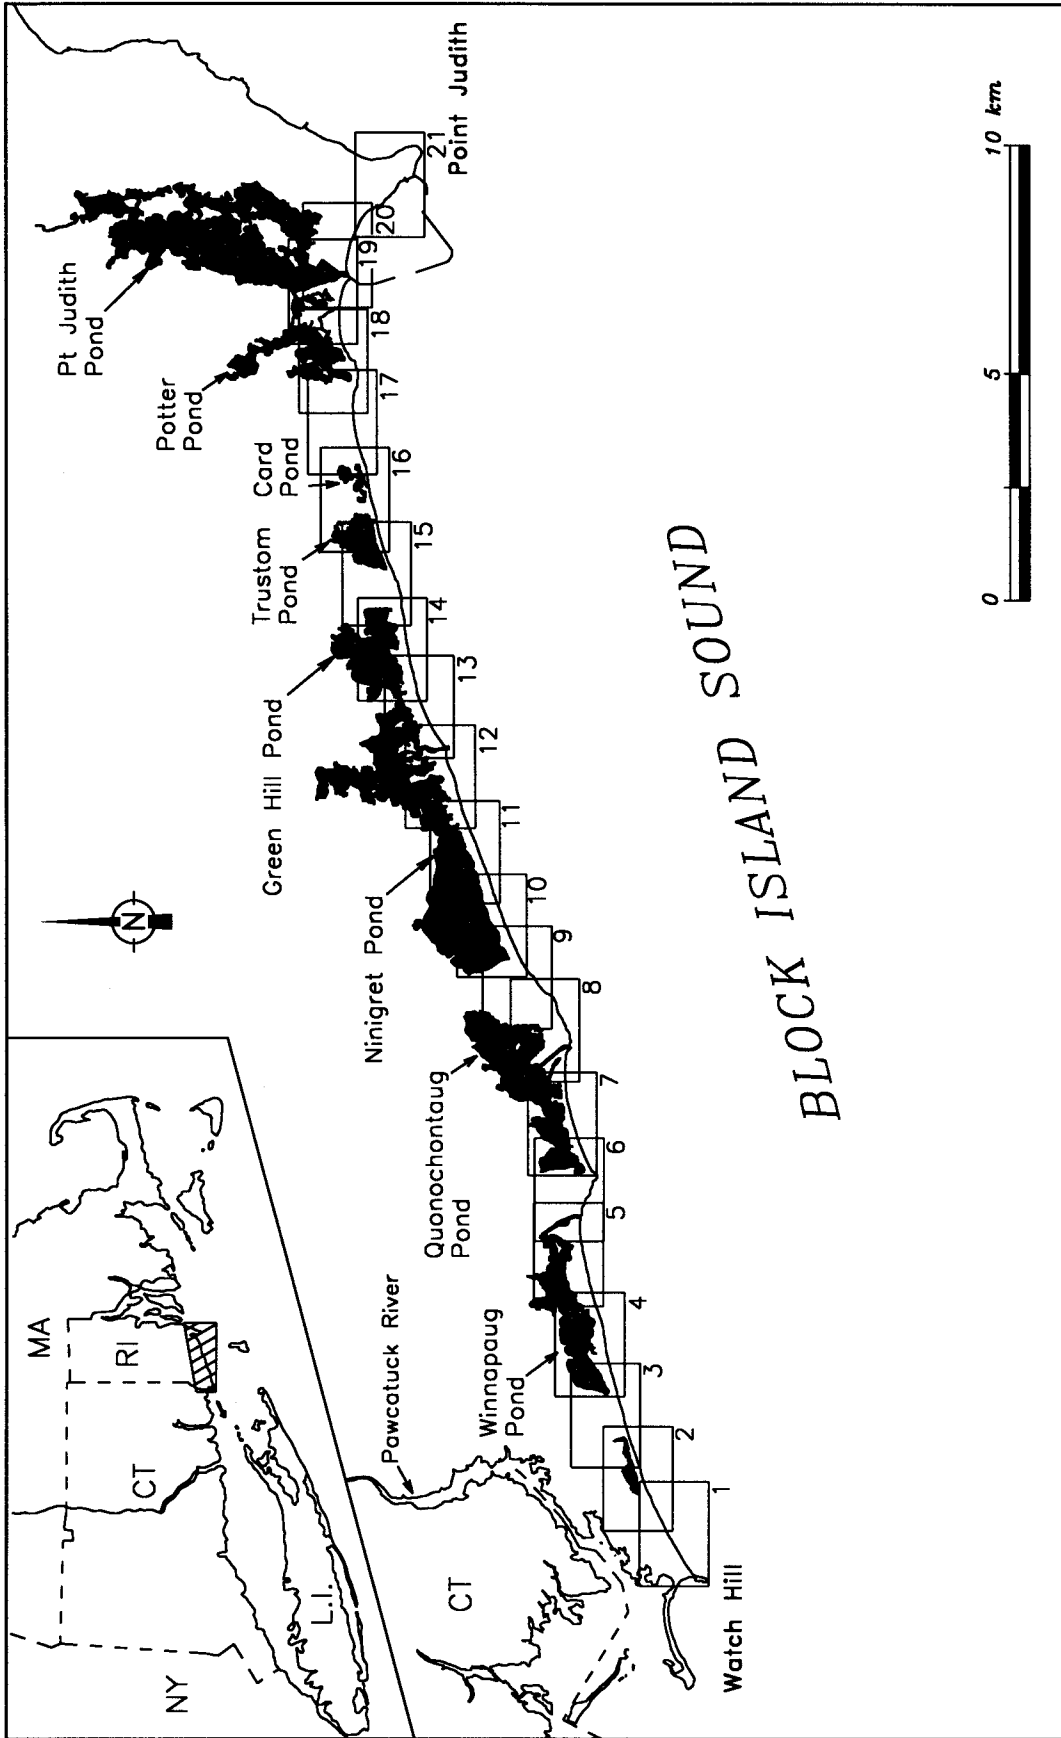 NY
CT
MA
RI
L.I.
N
Pawcatuck River
CT
Watch Hill
Winnapaug
Pond
Quonochontaug
Pond
Ninigret Pond
Green Hill Pond
Trustom
Pond
Card
Pond
Potter
Pond
Pt Judith
Pond
Point Judith
1
2
3
4
5
6
7
8
9
10
11
12
13
14
15
16
17
18
19
20
21
BLOCK ISLAND SOUND
0
5
10 km